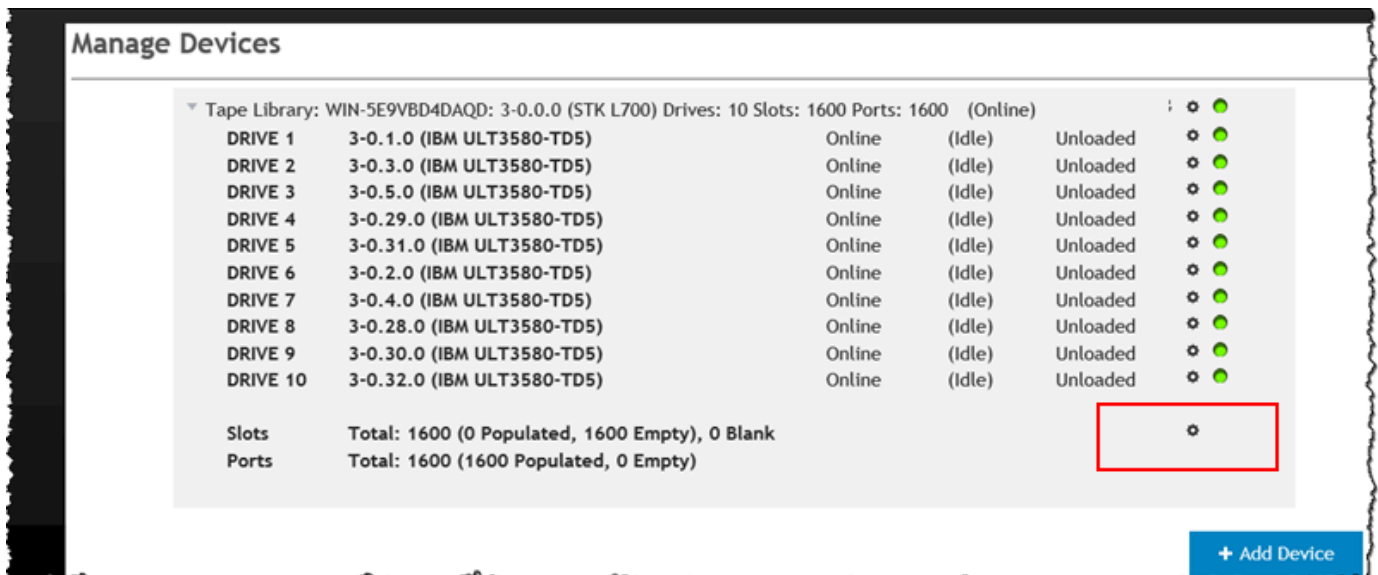 Manage Devices
Tape Library: WIN-5E9VBD4DAQD: 3-0.0.0 (STK L700) Drives: 10 Slots: 1600 Ports: 1600 (Online)
DRIVE 1 3-0.1.0 (IBM ULT3580-TD5) Online (Idle) Unloaded
DRIVE 2 3-0.3.0 (IBM ULT3580-TD5) Online (Idle) Unloaded
DRIVE 3 3-0.5.0 (IBM ULT3580-TD5) Online (Idle) Unloaded
DRIVE 4 3-0.29.0 (IBM ULT3580-TD5) Online (Idle) Unloaded
DRIVE 5 3-0.31.0 (IBM ULT3580-TD5) Online (Idle) Unloaded
DRIVE 6 3-0.2.0 (IBM ULT3580-TD5) Online (Idle) Unloaded
DRIVE 7 3-0.4.0 (IBM ULT3580-TD5) Online (Idle) Unloaded
DRIVE 8 3-0.28.0 (IBM ULT3580-TD5) Online (Idle) Unloaded
DRIVE 9 3-0.30.0 (IBM ULT3580-TD5) Online (Idle) Unloaded
DRIVE 10 3-0.32.0 (IBM ULT3580-TD5) Online (Idle) Unloaded
Slots Total: 1600 (0 Populated, 1600 Empty), 0 Blank
Ports Total: 1600 (1600 Populated, 0 Empty)
+ Add Device